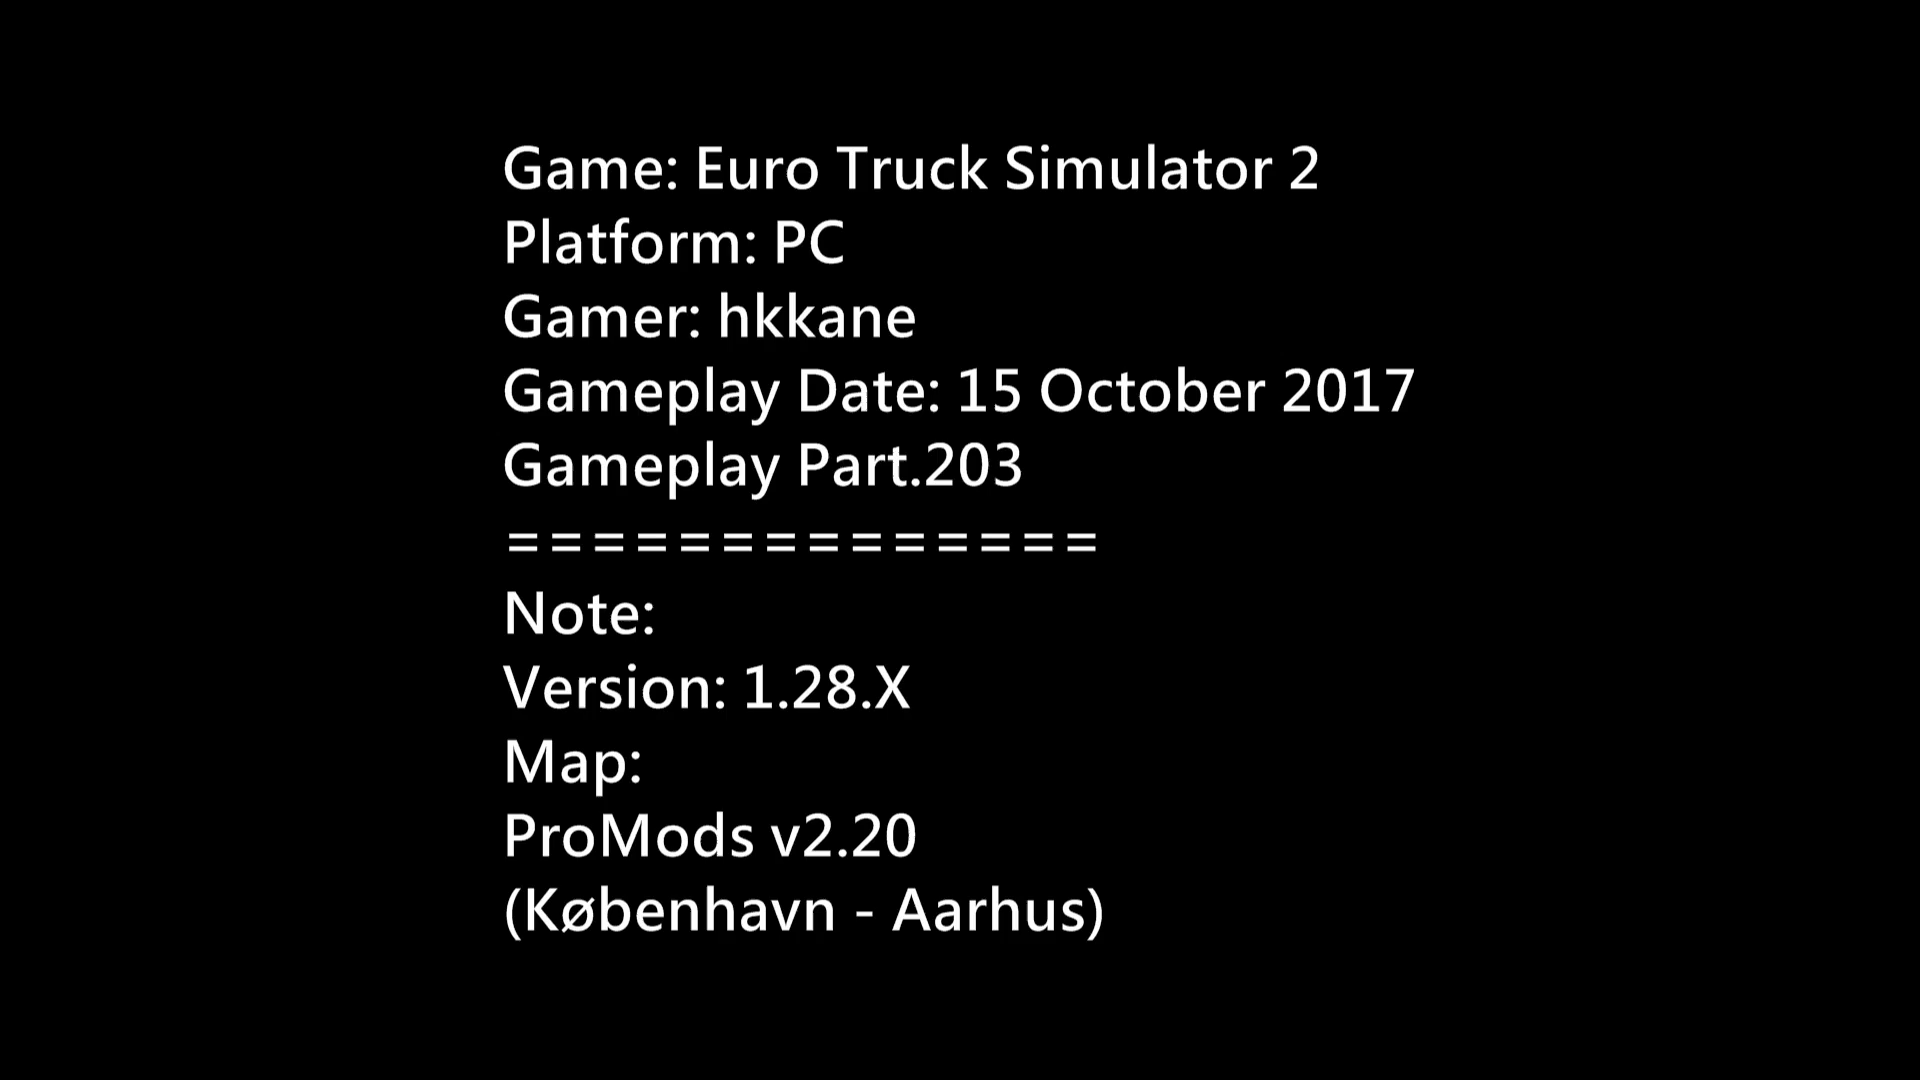 Game: Euro Truck Simulator 2
Platform: PC
Gamer: hkkane
Gameplay Date: 15 October 2017
Gameplay Part.203
==============
Note:
Version: 1.28.X
Map:
ProMods v2.20
(København - Aarhus)